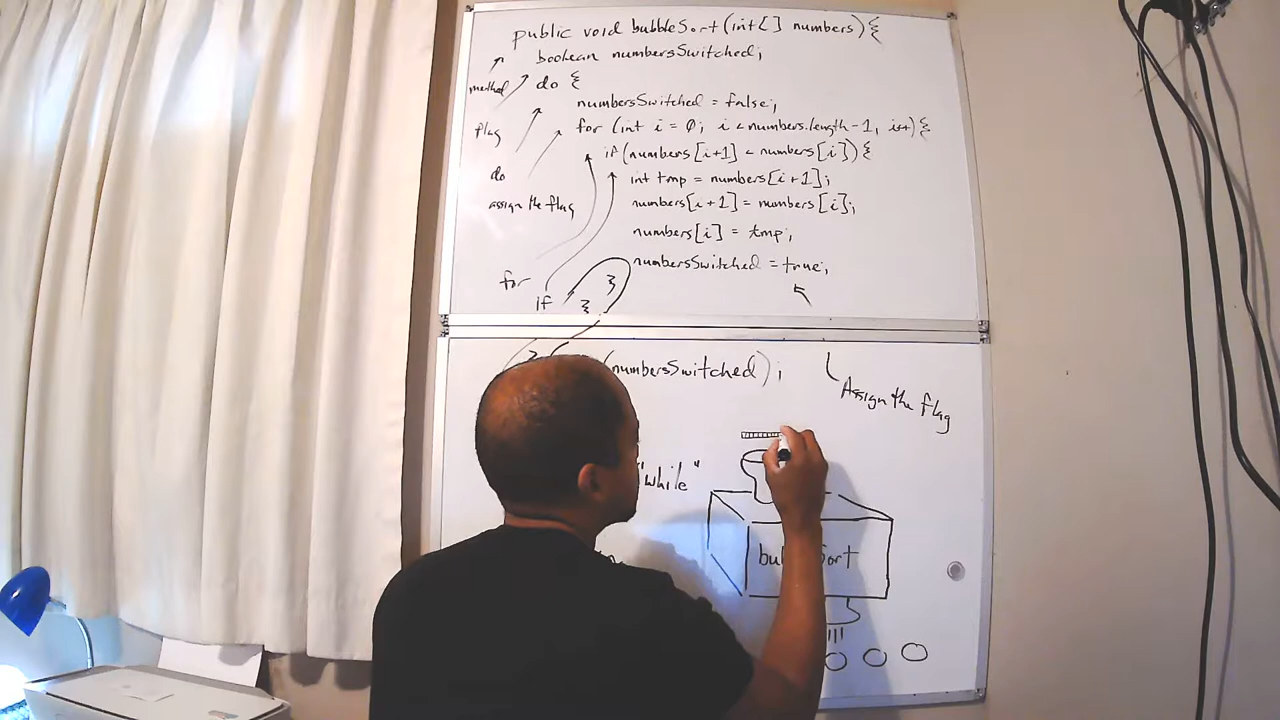 public void bubbleSort(int[] numbers){
boolean numbersSwitched;
method
do {
numbersSwitched = false;
flag
for (int i = 0; i < numbers.length-1; i++){
if(numbers[i+1] < numbers[i]){
do
int tmp = numbers[i+1];
assign the flag
numbers[i+1] = numbers[i];
numbers[i] = tmp;
numbersSwitched = true;
for
}
if
}
}
(numbersSwitched);
Assign the flag
"while"